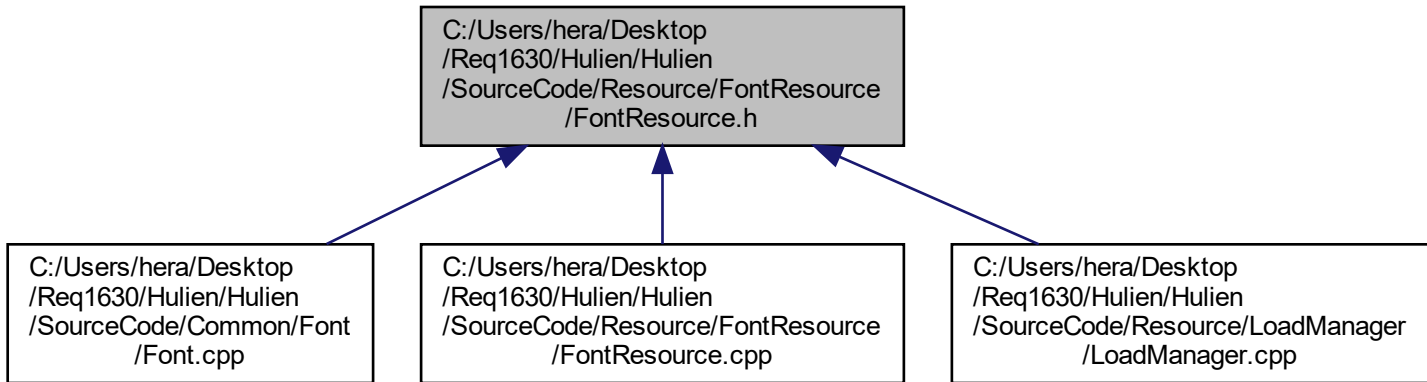 C:/Users/hera/Desktop
/Req1630/Hulien/Hulien
/SourceCode/Resource/FontResource
/FontResource.h
C:/Users/hera/Desktop
/Req1630/Hulien/Hulien
/SourceCode/Common/Font
/Font.cpp
C:/Users/hera/Desktop
/Req1630/Hulien/Hulien
/SourceCode/Resource/FontResource
/FontResource.cpp
C:/Users/hera/Desktop
/Req1630/Hulien/Hulien
/SourceCode/Resource/LoadManager
/LoadManager.cpp